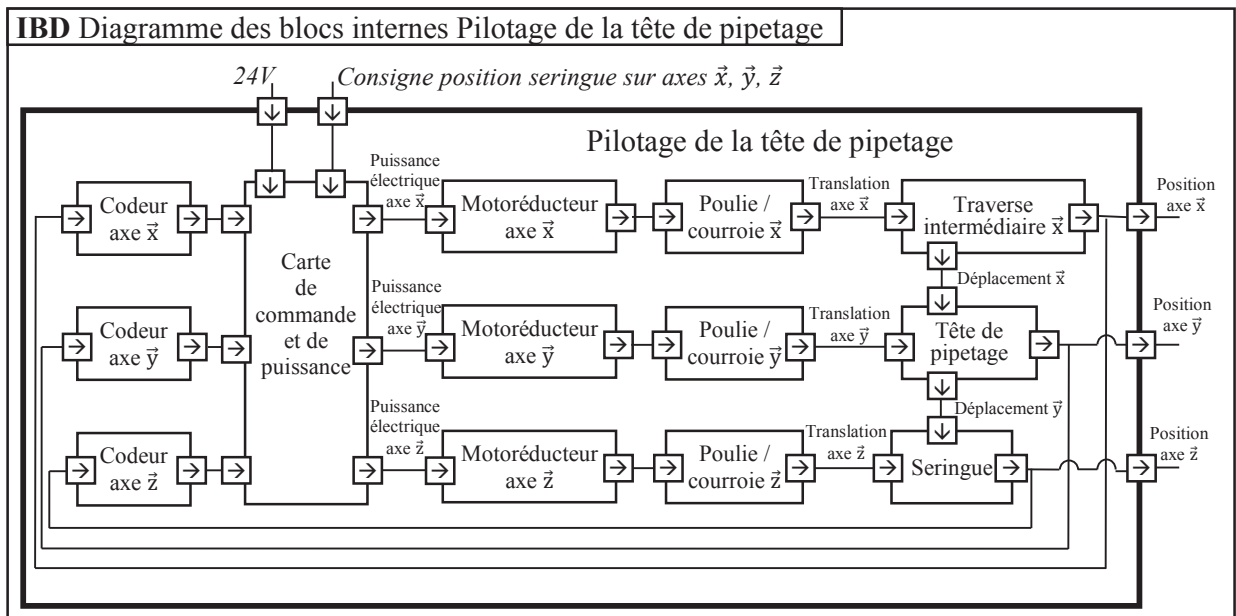 IBD Diagramme des blocs internes Pilotage de la tête de pipetage
24V
Consigne position seringue sur axes x⃗, y⃗, z⃗
Pilotage de la tête de pipetage
Codeur
axe x⃗
Carte
de
commande
et de
puissance
Puissance
électrique
axe x⃗
Motoréducteur
axe x⃗
Poulie /
courroie x⃗
Translation
axe x⃗
Traverse
intermédiaire x⃗
Position
axe x⃗
Déplacement x⃗
Codeur
axe y⃗
Puissance
électrique
axe y⃗
Motoréducteur
axe y⃗
Poulie /
courroie y⃗
Translation
axe y⃗
Tête de
pipetage
Position
axe y⃗
Déplacement y⃗
Codeur
axe z⃗
Puissance
électrique
axe z⃗
Motoréducteur
axe z⃗
Poulie /
courroie z⃗
Translation
axe z⃗
Seringue
Position
axe z⃗